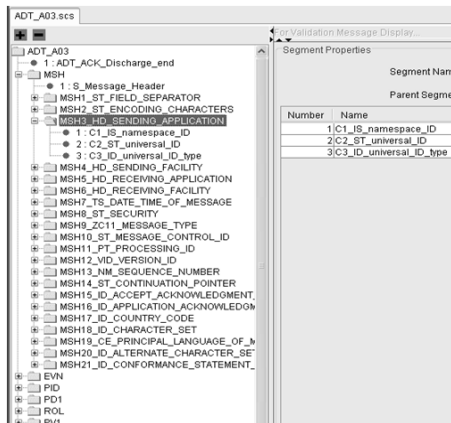 ADT_A03.scs
For Validation Message Display...
ADT_A03
1 : ADT_ACK_Discharge_end
MSH
1 : S_Message_Header
MSH1_ST_FIELD_SEPARATOR
MSH2_ST_ENCODING_CHARACTERS
MSH3_HD_SENDING_APPLICATION
1 : C1_IS_namespace_ID
2 : C2_ST_universal_ID
3 : C3_ID_universal_ID_type
MSH4_HD_SENDING_FACILITY
MSH5_HD_RECEIVING_APPLICATION
MSH6_HD_RECEIVING_FACILITY
MSH7_TS_DATE_TIME_OF_MESSAGE
MSH8_ST_SECURITY
MSH9_ZC11_MESSAGE_TYPE
MSH10_ST_MESSAGE_CONTROL_ID
MSH11_PT_PROCESSING_ID
MSH12_VID_VERSION_ID
MSH13_NM_SEQUENCE_NUMBER
MSH14_ST_CONTINUATION_POINTER
MSH15_ID_ACCEPT_ACKNOWLEDGMENT_
MSH16_ID_APPLICATION_ACKNOWLEDGM
MSH17_ID_COUNTRY_CODE
MSH18_ID_CHARACTER_SET
MSH19_CE_PRINCIPAL_LANGUAGE_OF_M
MSH20_ID_ALTERNATE_CHARACTER_SE
MSH21_ID_CONFORMANCE_STATEMENT_
EVN
PID
PD1
ROL
PV1
Segment Properties
Segment Nam
Parent Segme
Number Name
1 C1_IS_namespace_ID
2 C2_ST_universal_ID
3 C3_ID_universal_ID_type